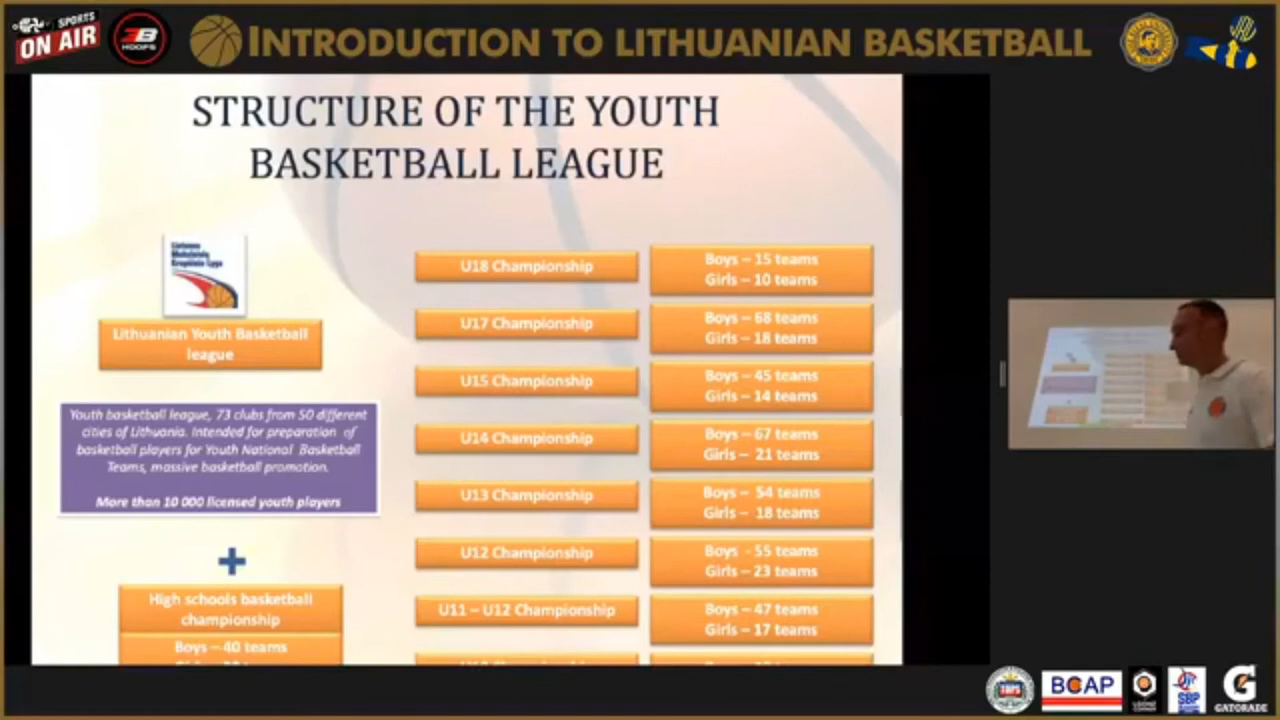 SPORTS
ON AIR
HOOPS
INTRODUCTION TO LITHUANIAN BASKETBALL
STRUCTURE OF THE YOUTH
BASKETBALL LEAGUE
Lietuvos
Moksleivių
Krepšinio Lyga
Lithuanian Youth Basketball
league
Youth basketball league, 73 clubs from 50 different
cities of Lithuania. Intended for preparation of
basketball players for Youth National Basketball
Teams, massive basketball promotion.
More than 10 000 licensed youth players
+
High schools basketball
championship
Boys – 40 teams
U18 Championship
Boys – 15 teams
Girls – 10 teams
U17 Championship
Boys – 68 teams
Girls – 18 teams
U15 Championship
Boys – 45 teams
Girls – 14 teams
U14 Championship
Boys – 67 teams
Girls – 21 teams
U13 Championship
Boys – 54 teams
Girls – 18 teams
U12 Championship
Boys - 55 teams
Girls – 23 teams
U11 – U12 Championship
Boys – 47 teams
Girls – 17 teams
TOPS
BCAP
SBP
G
GATORADE